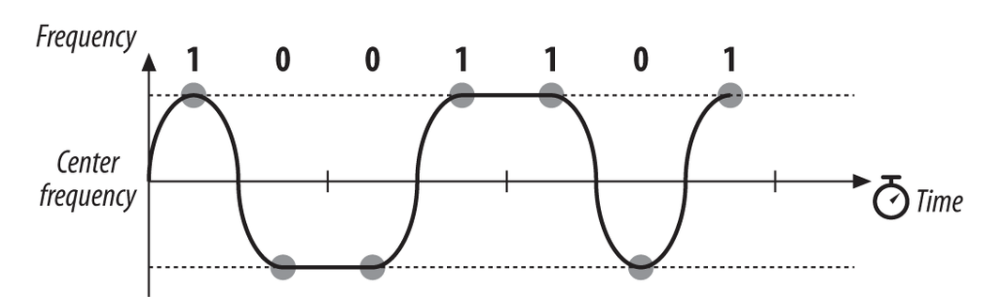 Frequency
1 0 0 1 1 0 1
Center
frequency
Time